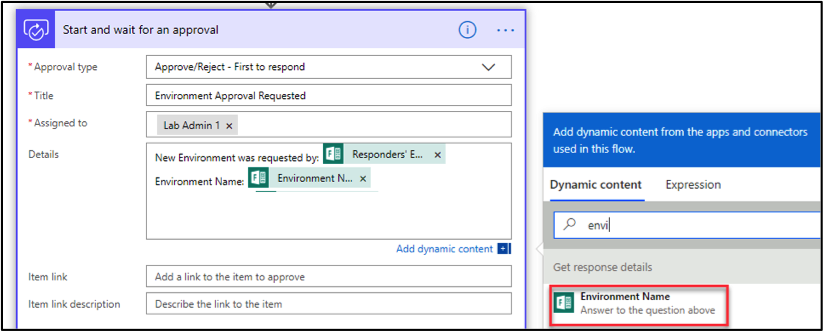 Start and wait for an approval
* Approval type
Approve/Reject - First to respond
* Title
Environment Approval Requested
* Assigned to
Lab Admin 1 ×
Details
New Environment was requested by: Responders' E... ×
Environment Name: Environment N... ×
Add dynamic content
Item link
Add a link to the item to approve
Item link description
Describe the link to the item
Add dynamic content from the apps and connectors
used in this flow.
Dynamic content Expression
envi
Get response details
Environment Name
Answer to the question above